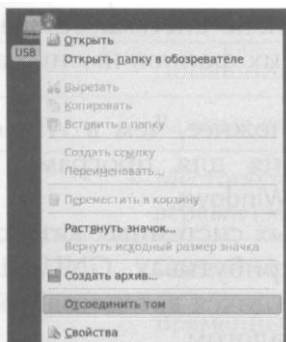 USB
Открыть
Открыть папку в обозревателе
Вырезать
Копировать
Вставить в папку
Создать ссылку
Переименовать...
Переместить в корзину
Растянуть значок...
Вернуть исходный размер значка
Создать архив...
Отсоединить том
Свойства